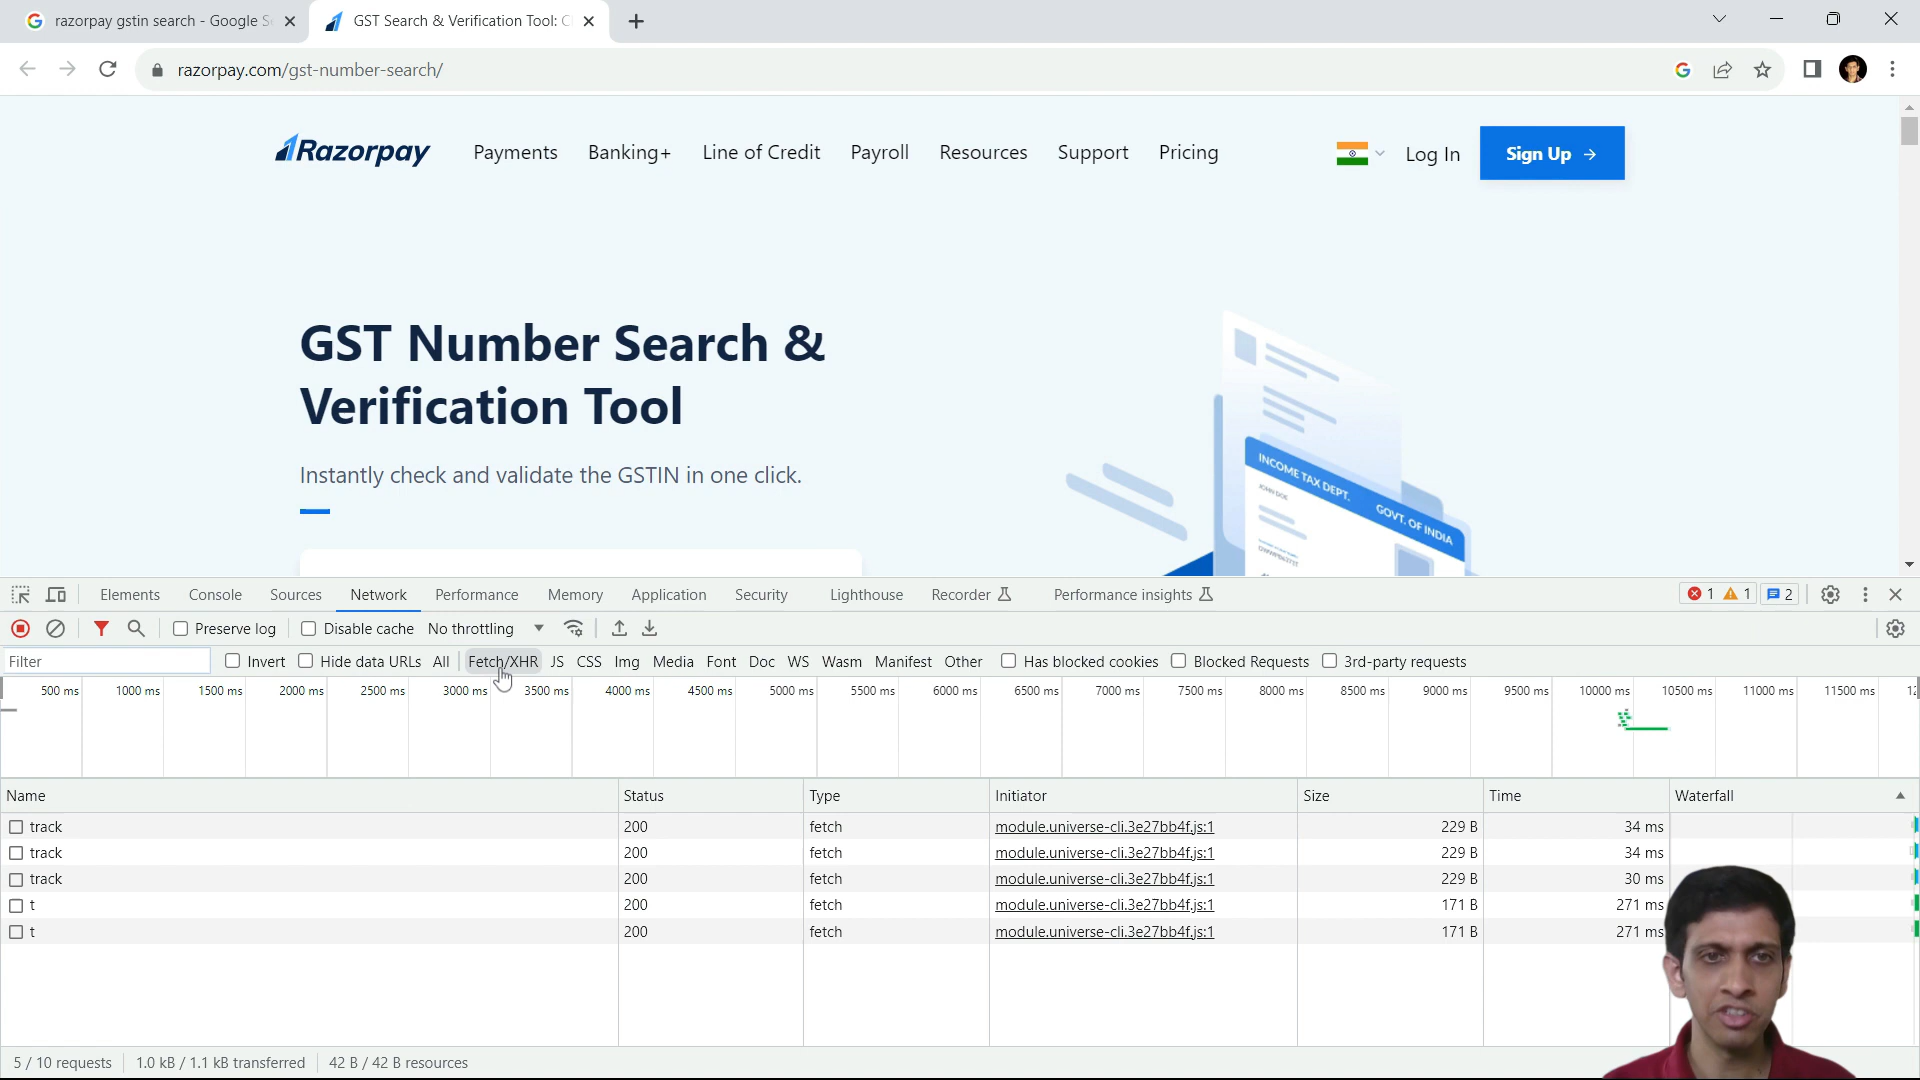 razorpay gstin search - Google S
GST Search & Verification Tool: C
razorpay.com/gst-number-search/
Razorpay
Payments
Banking+
Line of Credit
Payroll
Resources
Support
Pricing
Log In
Sign Up →
GST Number Search &
Verification Tool
Instantly check and validate the GSTIN in one click.
INCOME TAX DEPT.
GOVT. OF INDIA
JOHN DOE
Elements Console Sources Network Performance Memory Application Security Lighthouse Recorder Performance insights 1 1 2
Preserve log Disable cache No throttling
Filter Invert Hide data URLs All Fetch/XHR JS CSS Img Media Font Doc WS Wasm Manifest Other Has blocked cookies Blocked Requests 3rd-party requests
500 ms 1000 ms 1500 ms 2000 ms 2500 ms 3000 ms 3500 ms 4000 ms 4500 ms 5000 ms 5500 ms 6000 ms 6500 ms 7000 ms 7500 ms 8000 ms 8500 ms 9000 ms 9500 ms 10000 ms 10500 ms 11000 ms 11500 ms
Name Status Type Initiator Size Time Waterfall
track 200 fetch module.universe-cli.3e27bb4f.js:1 229 B 34 ms
track 200 fetch module.universe-cli.3e27bb4f.js:1 229 B 34 ms
track 200 fetch module.universe-cli.3e27bb4f.js:1 229 B 30 ms
t 200 fetch module.universe-cli.3e27bb4f.js:1 171 B 271 ms
t 200 fetch module.universe-cli.3e27bb4f.js:1 171 B 271 ms
5 / 10 requests 1.0 kB / 1.1 kB transferred 42 B / 42 B resources